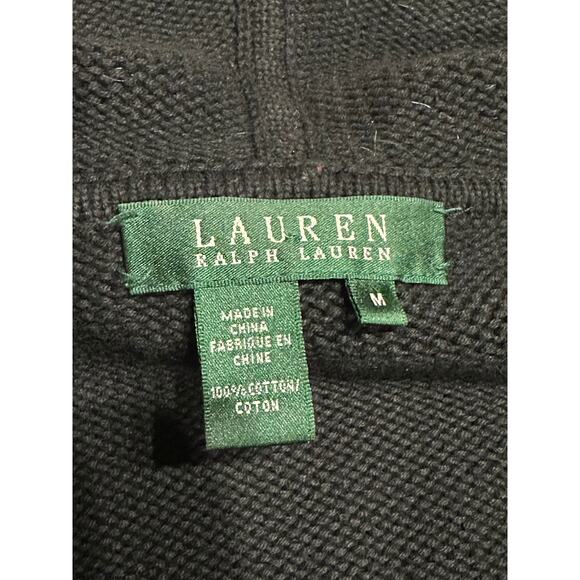 LAUREN
RALPH LAUREN
M
MADE IN
CHINA
FABRIQUE EN
CHINE
100% COTTON/
COTON